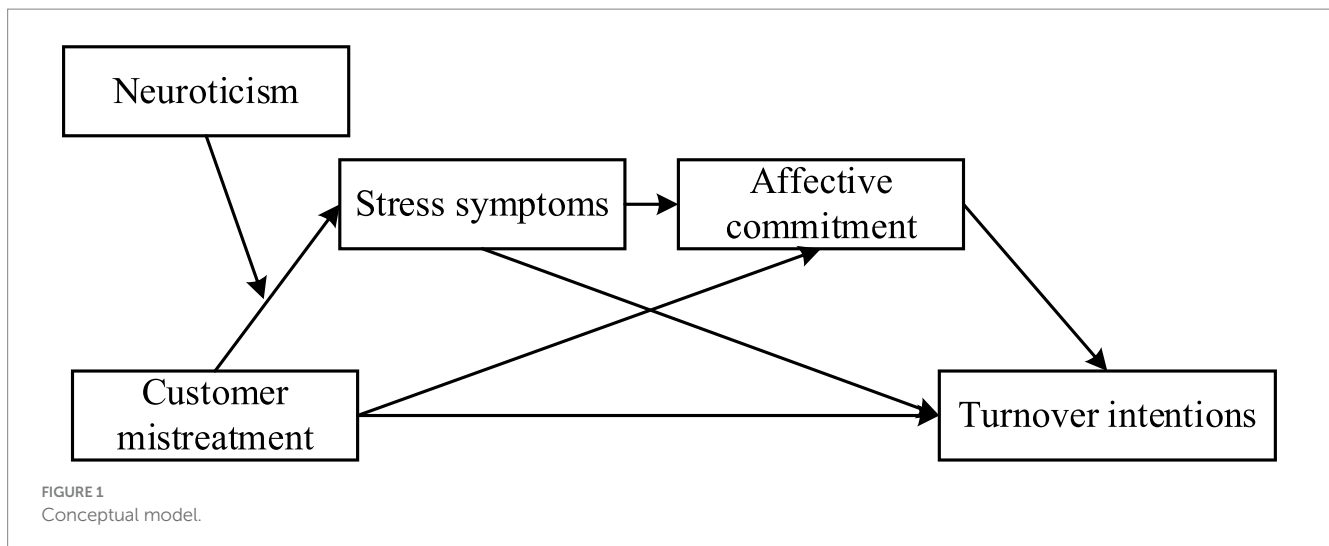 Neuroticism
Stress symptoms
Affective
commitment
Customer
mistreatment
Turnover intentions
FIGURE 1
Conceptual model.